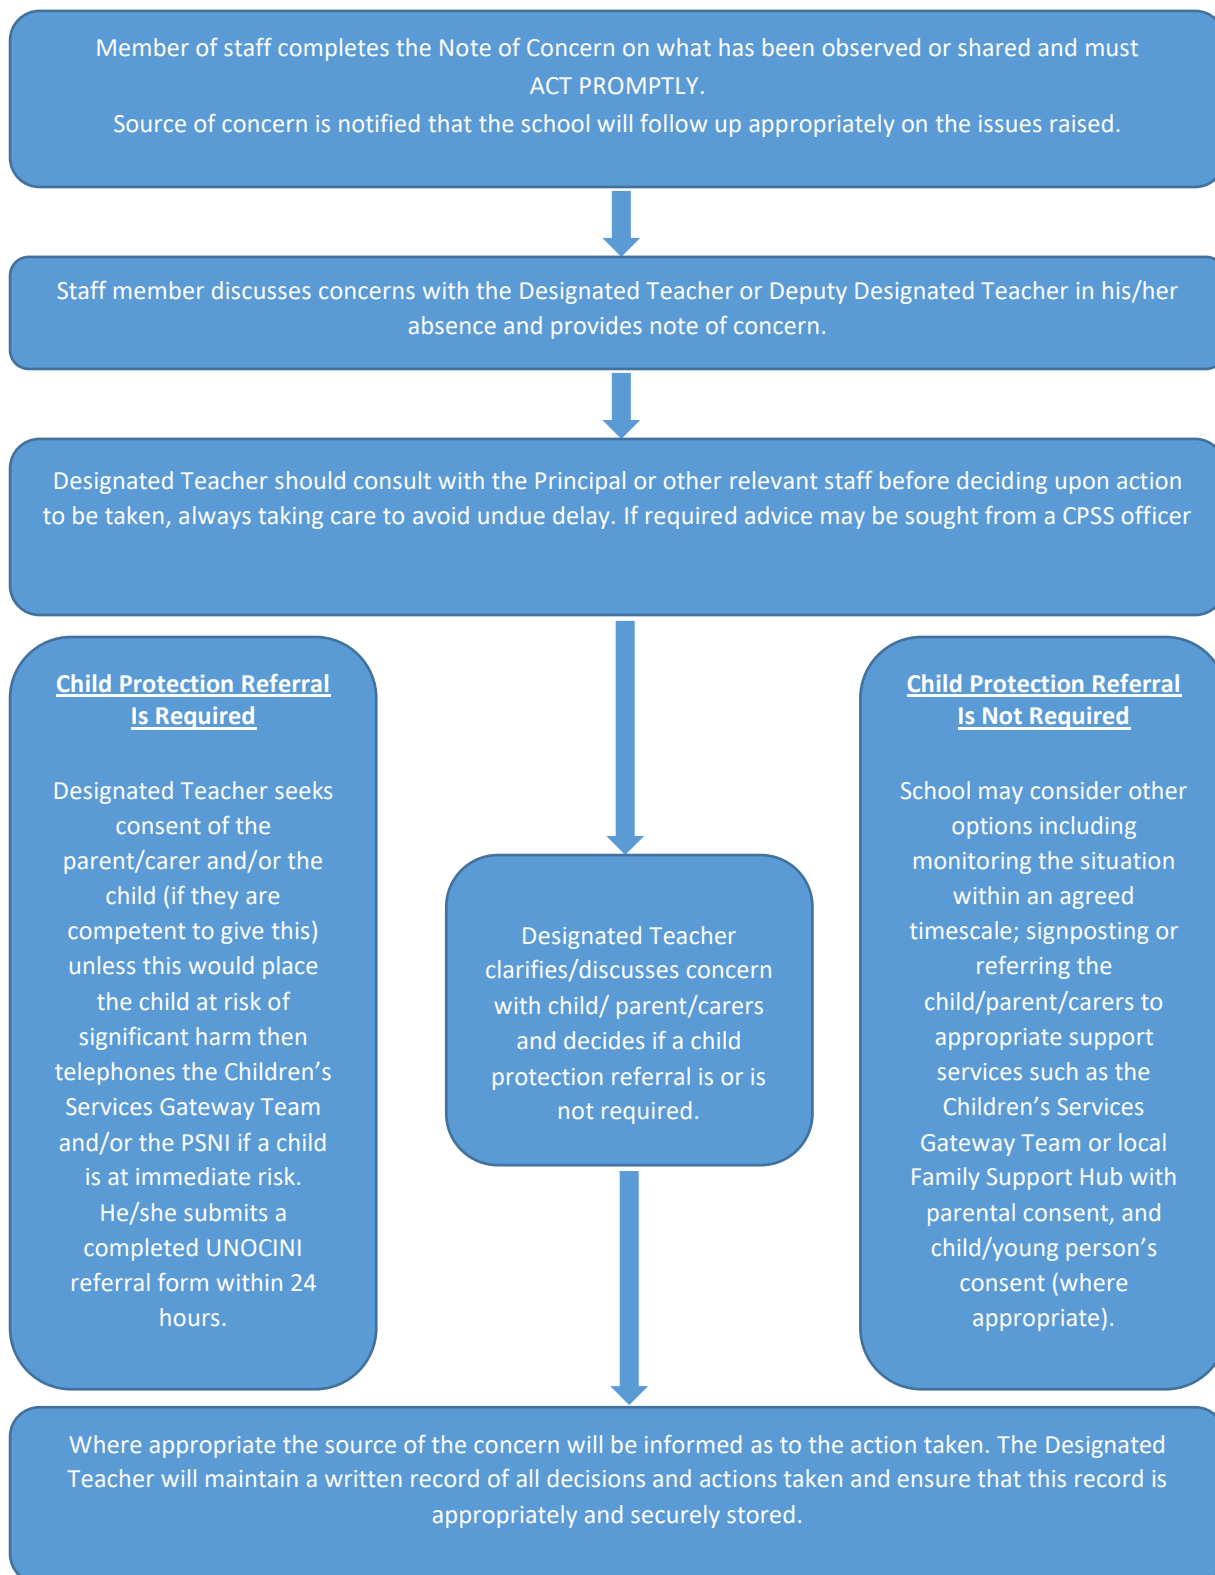 Member of staff completes the Note of Concern on what has been observed or shared and must
ACT PROMPTLY.
Source of concern is notified that the school will follow up appropriately on the issues raised.
Staff member discusses concerns with the Designated Teacher or Deputy Designated Teacher in his/her
absence and provides note of concern.
Designated Teacher should consult with the Principal or other relevant staff before deciding upon action
to be taken, always taking care to avoid undue delay. If required advice may be sought from a CPSS officer
Child Protection Referral
Is Required
Designated Teacher seeks
consent of the
parent/carer and/or the
child (if they are
competent to give this)
unless this would place
the child at risk of
significant harm then
telephones the Children’s
Services Gateway Team
and/or the PSNI if a child
is at immediate risk.
He/she submits a
completed UNOCINI
referral form within 24
hours.
Designated Teacher
clarifies/discusses concern
with child/ parent/carers
and decides if a child
protection referral is or is
not required.
Child Protection Referral
Is Not Required
School may consider other
options including
monitoring the situation
within an agreed
timescale; signposting or
referring the
child/parent/carers to
appropriate support
services such as the
Children’s Services
Gateway Team or local
Family Support Hub with
parental consent, and
child/young person’s
consent (where
appropriate).
Where appropriate the source of the concern will be informed as to the action taken. The Designated
Teacher will maintain a written record of all decisions and actions taken and ensure that this record is
appropriately and securely stored.